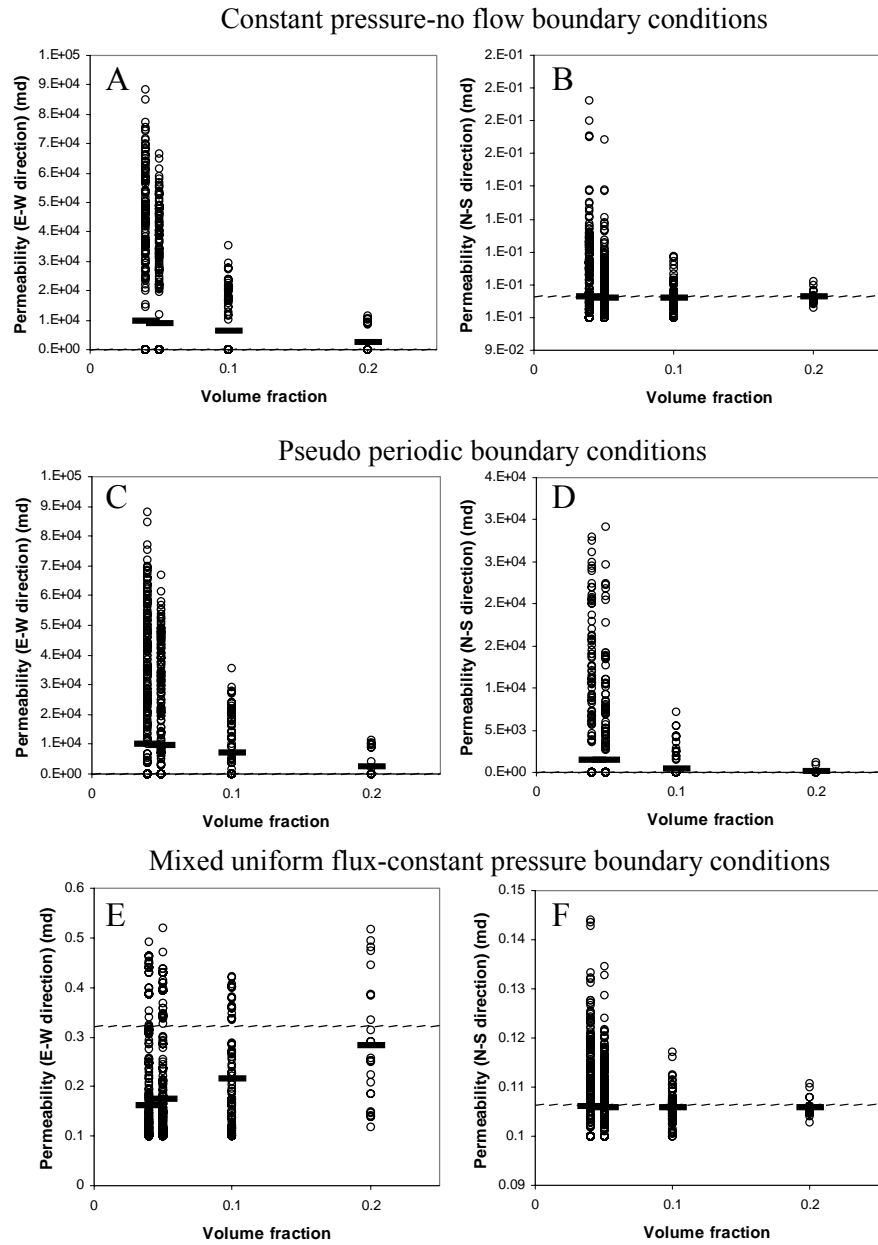 Constant pressure-no flow boundary conditions
A
Permeability (E-W direction) (md)
1.E+05
9.E+04
8.E+04
7.E+04
6.E+04
5.E+04
4.E+04
3.E+04
2.E+04
1.E+04
0.E+00
0 0.1 0.2
Volume fraction
B
Permeability (N-S direction) (md)
2.E-01
2.E-01
2.E-01
2.E-01
1.E-01
1.E-01
1.E-01
1.E-01
1.E-01
9.E-02
0 0.1 0.2
Volume fraction
Pseudo periodic boundary conditions
C
Permeability (E-W direction) (md)
1.E+05
9.E+04
8.E+04
7.E+04
6.E+04
5.E+04
4.E+04
3.E+04
2.E+04
1.E+04
0.E+00
0 0.1 0.2
Volume fraction
D
Permeability (N-S direction) (md)
3.E+04
3.E+04
2.E+04
2.E+04
1.E+04
5.E+03
0.E+00
0 0.1 0.2
Volume fraction
Mixed uniform flux-constant pressure boundary conditions
E
Permeability (E-W direction) (md)
0.6
0.5
0.4
0.3
0.2
0.1
0
0 0.1 0.2
Volume fraction
F
Permeability (N-S direction) (md)
0.15
0.14
0.13
0.12
0.11
0.1
0.09
0 0.1 0.2
Volume fraction